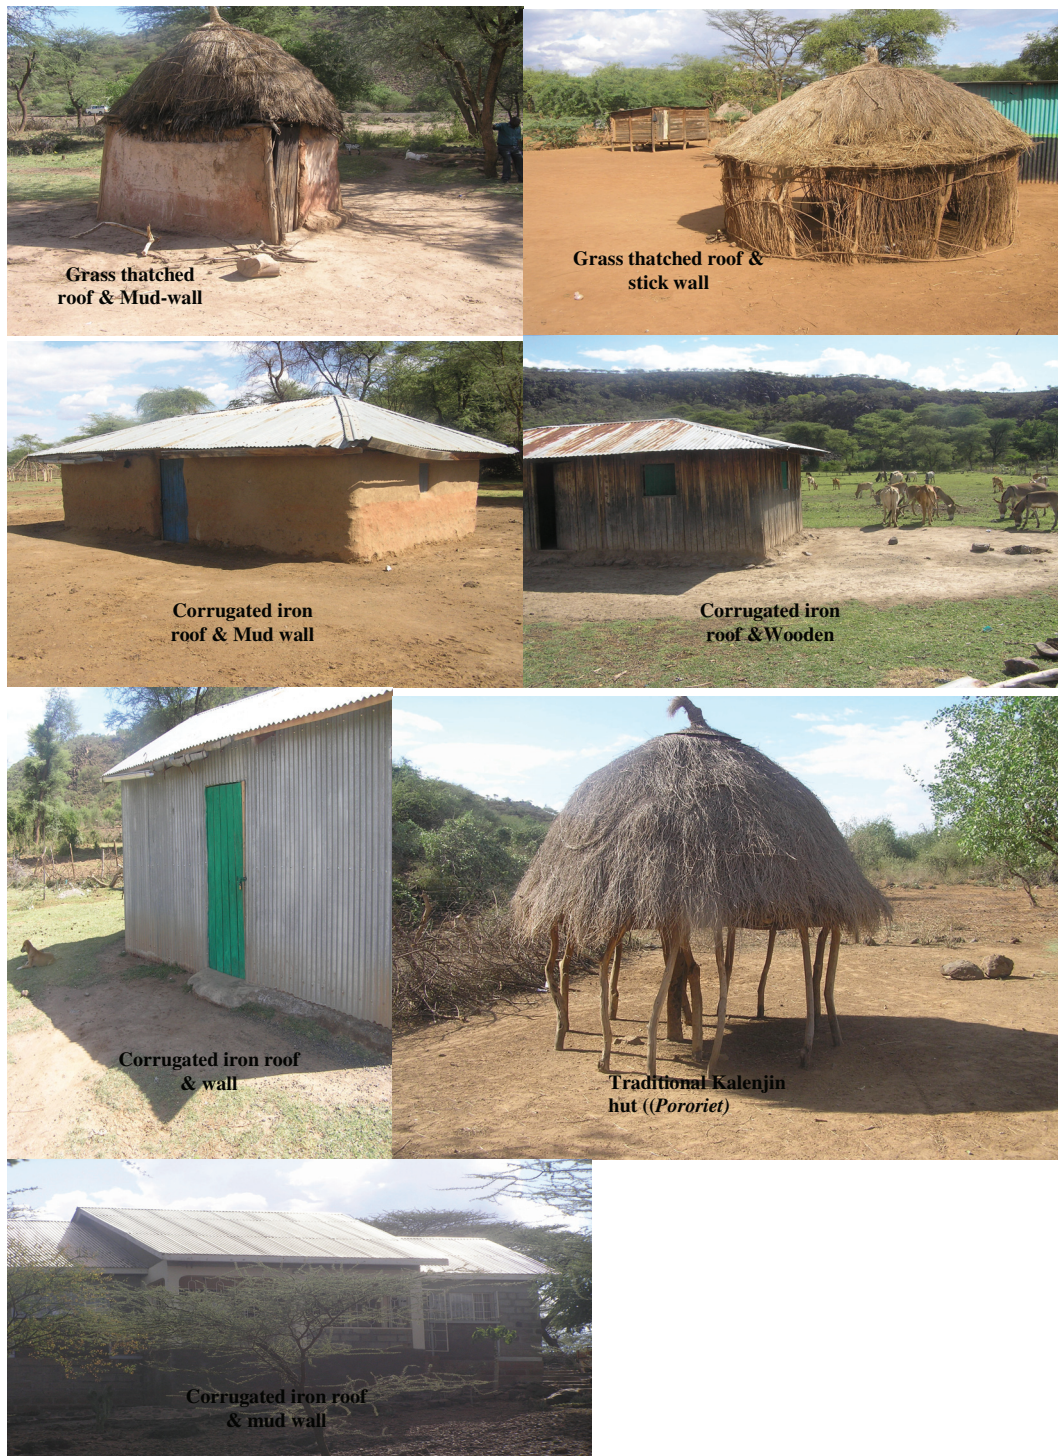 Grass thatched
roof & Mud-wall
Grass thatched roof &
stick wall
Corrugated iron
roof & Mud wall
Corrugated iron
roof &Wooden
Corrugated iron roof
& wall
Traditional Kalenjin
hut ((Pororiet)
Corrugated iron roof
& mud wall